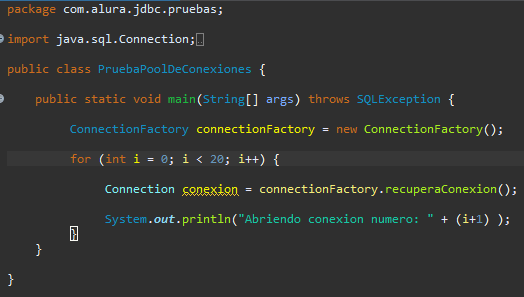 package com.alura.jdbc.pruebas;
import java.sql.Connection;
public class PruebaPoolDeConexiones {
public static void main(String[] args) throws SQLException {
ConnectionFactory connectionFactory = new ConnectionFactory();
for (int i = 0; i < 20; i++) {
Connection conexion = connectionFactory.recuperaConexion();
System.out.println("Abriendo conexion numero: " + (i+1) );
}
}
}